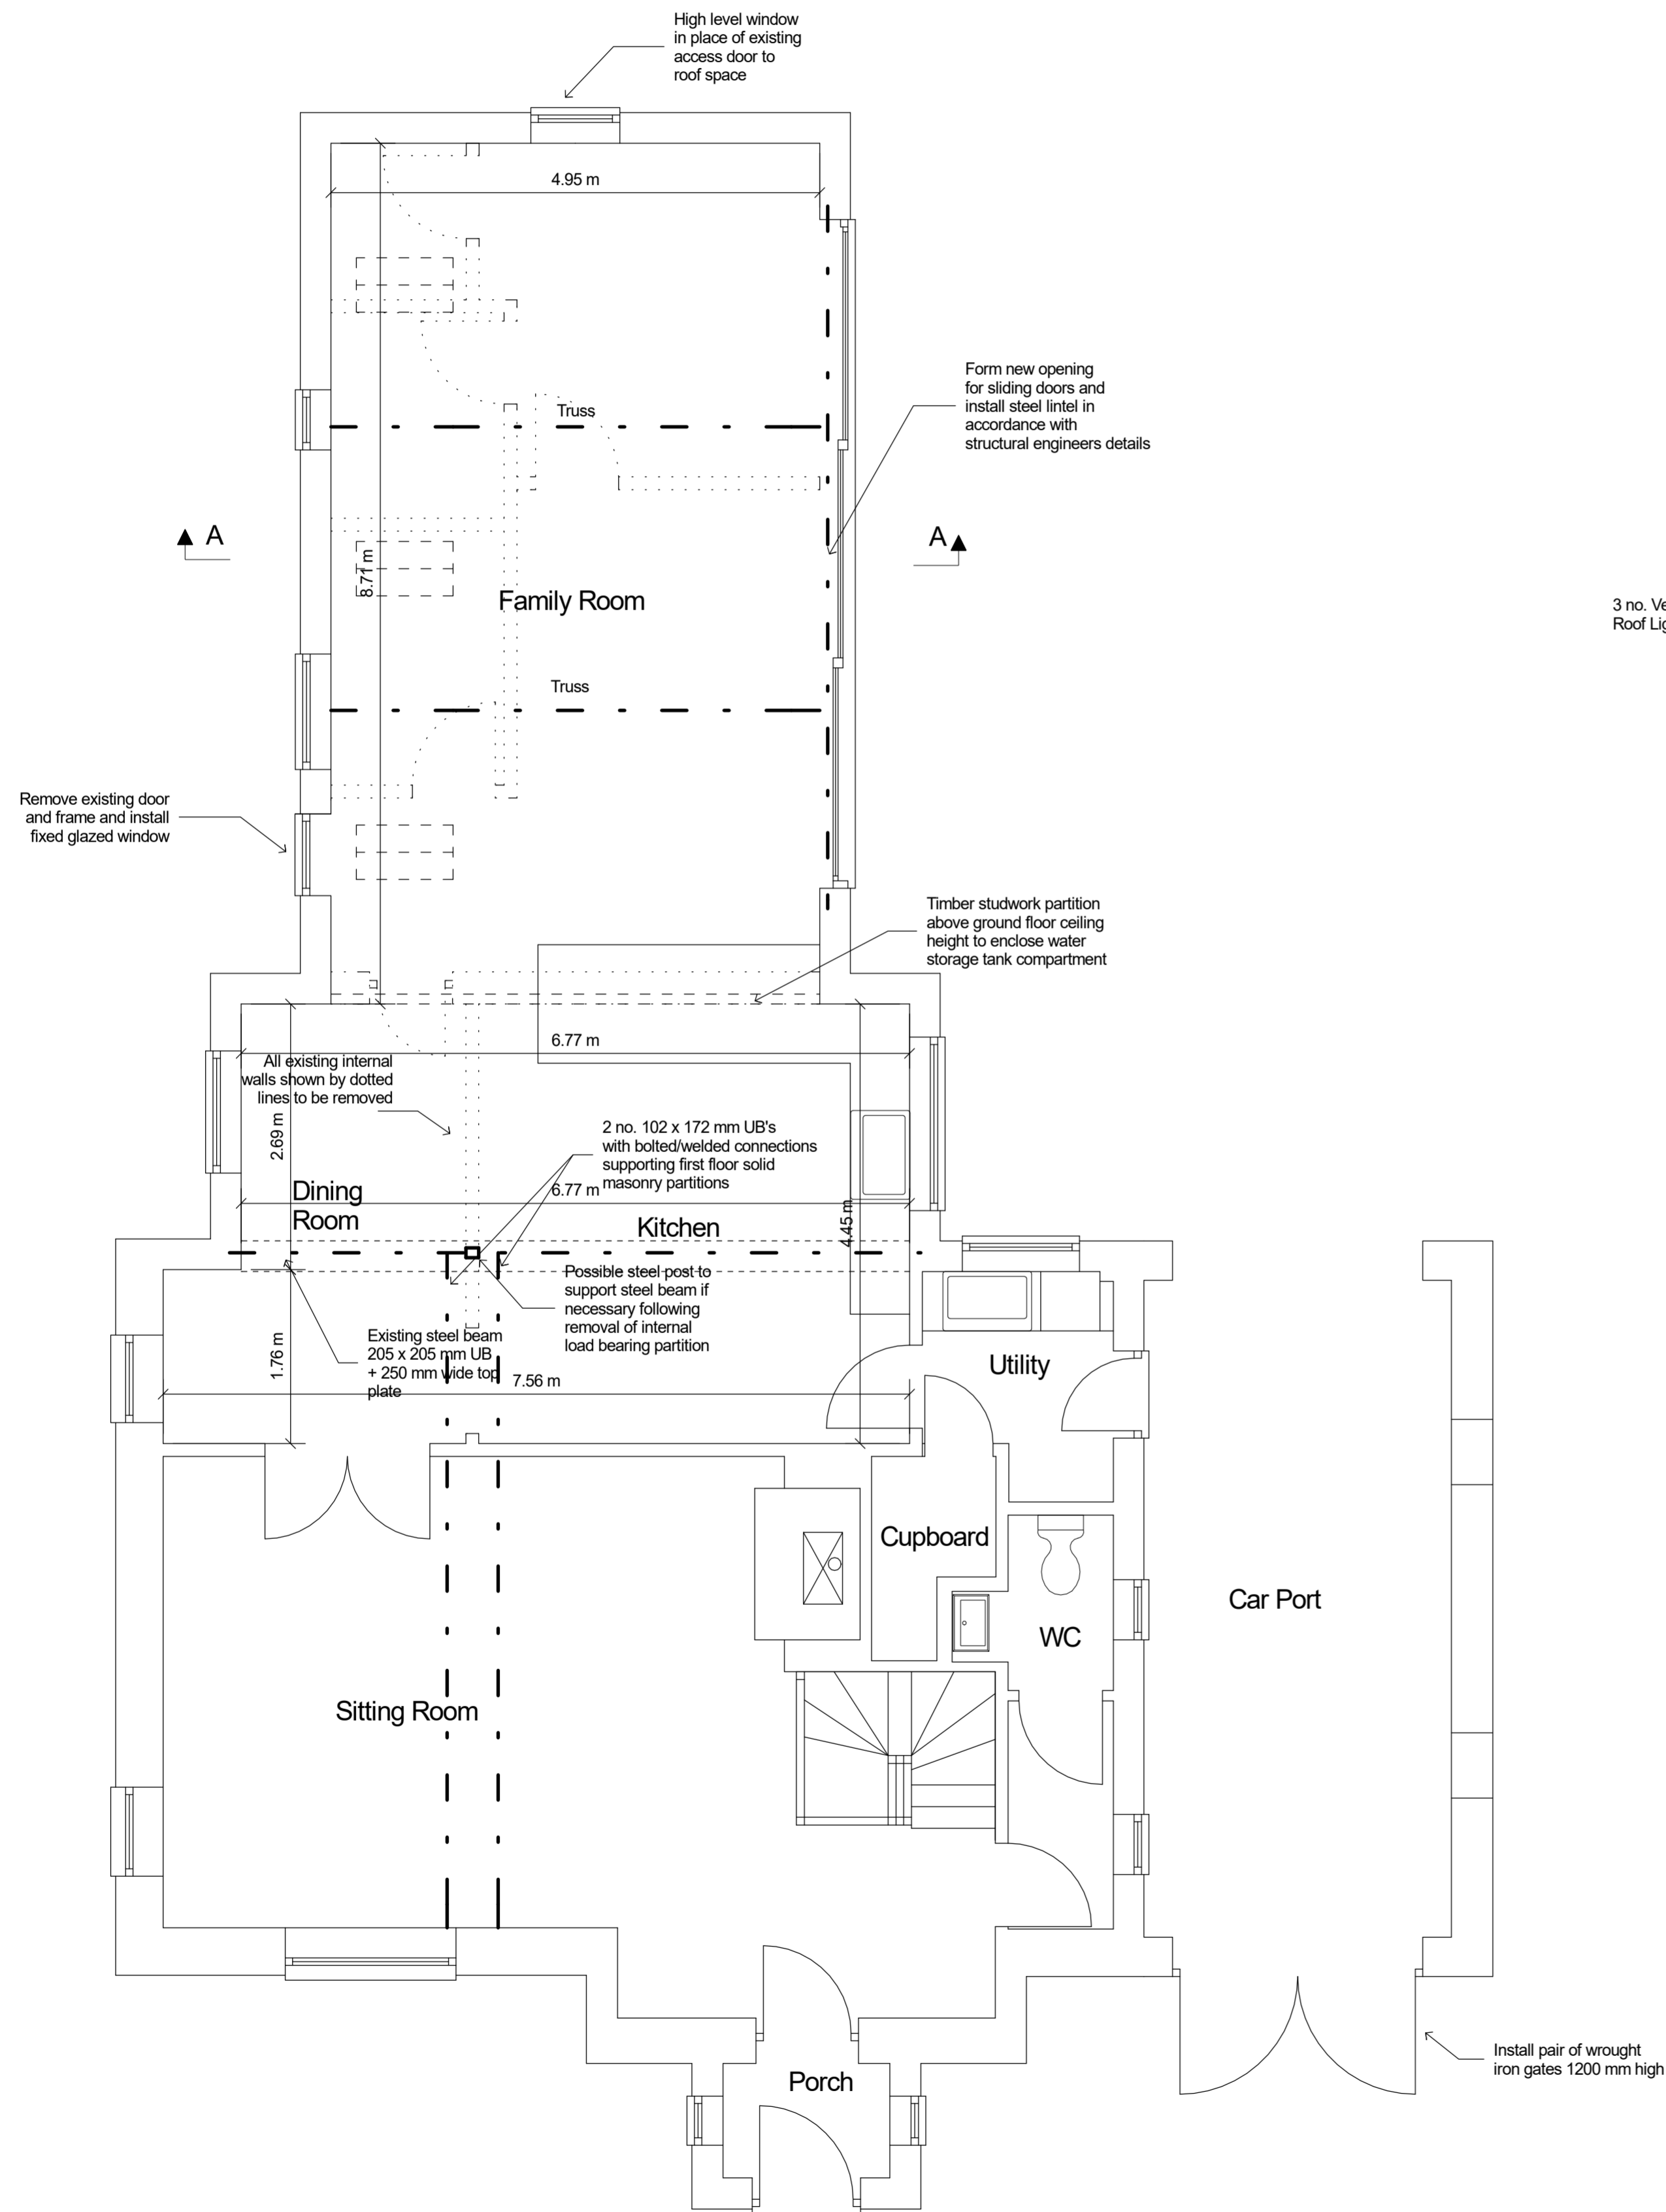 High level window
in place of existing
access door to
roof space
4.95 m
Truss
Form new opening
for sliding doors and
install steel lintel in
accordance with
structural engineers details
A
A
8.71 m
Family Room
3 no. Ve
Roof Lig
Truss
Remove existing door
and frame and install
fixed glazed window
Timber studwork partition
above ground floor ceiling
height to enclose water
storage tank compartment
6.77 m
All existing internal
walls shown by dotted
lines to be removed
2.69 m
2 no. 102 x 172 mm UB's
with bolted/welded connections
supporting first floor solid
masonry partitions
6.77 m
Dining
Room
Kitchen
4.45 m
Possible steel post to
support steel beam if
necessary following
removal of internal
load bearing partition
Existing steel beam
205 x 205 mm UB
+ 250 mm wide top
plate
1.76 m
7.56 m
Utility
Cupboard
WC
Car Port
Sitting Room
Install pair of wrought
iron gates 1200 mm high
Porch